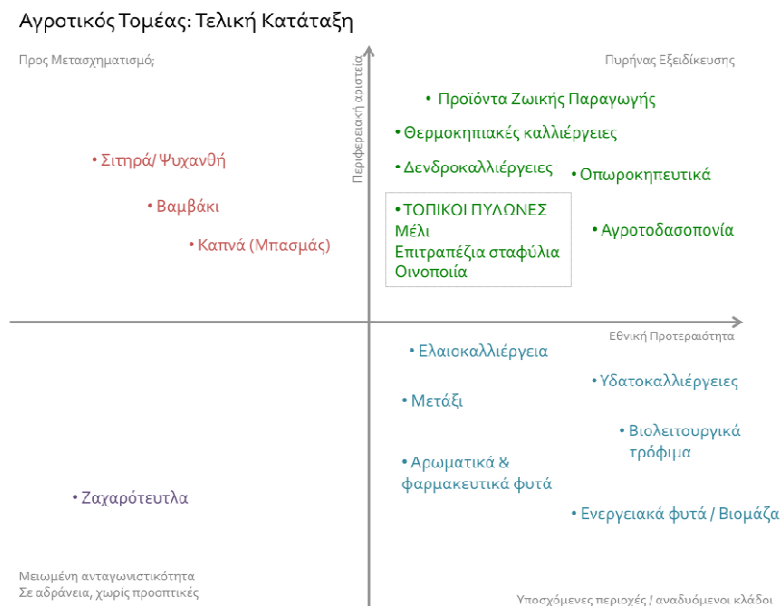 Αγροτικός Τομέας: Τελική Κατάταξη
Προς Μετασχηματισμό;
Πυρήνας Εξειδίκευσης
Περιφερειακή αριστεία
• Προϊόντα Ζωικής Παραγωγής
• Θερμοκηπιακές καλλιέργειες
• Σιτηρά/ Ψυχανθή
• Δενδροκαλλιέργειες
• Οπωροκηπευτικά
• Βαμβάκι
• ΤΟΠΙΚΟΙ ΠΥΛΩΝΕΣ
Μέλι
Επιτραπέζια σταφύλια
Οινοποιία
• Αγροτοδασοπονία
• Καπνά (Μπασμάς)
Εθνική Προτεραιότητα
• Ελαιοκαλλιέργεια
• Υδατοκαλλιέργειες
• Μετάξι
• Βιολειτουργικά
τρόφιμα
• Αρωματικά &
φαρμακευτικά φυτά
• Ζαχαρότευτλα
• Ενεργειακά φυτά / Βιομάζα
Μειωμένη ανταγωνιστικότητα
Σε αδράνεια, χωρίς προοπτικές
Υποσχόμενες περιοχές / αναδυόμενοι κλάδοι